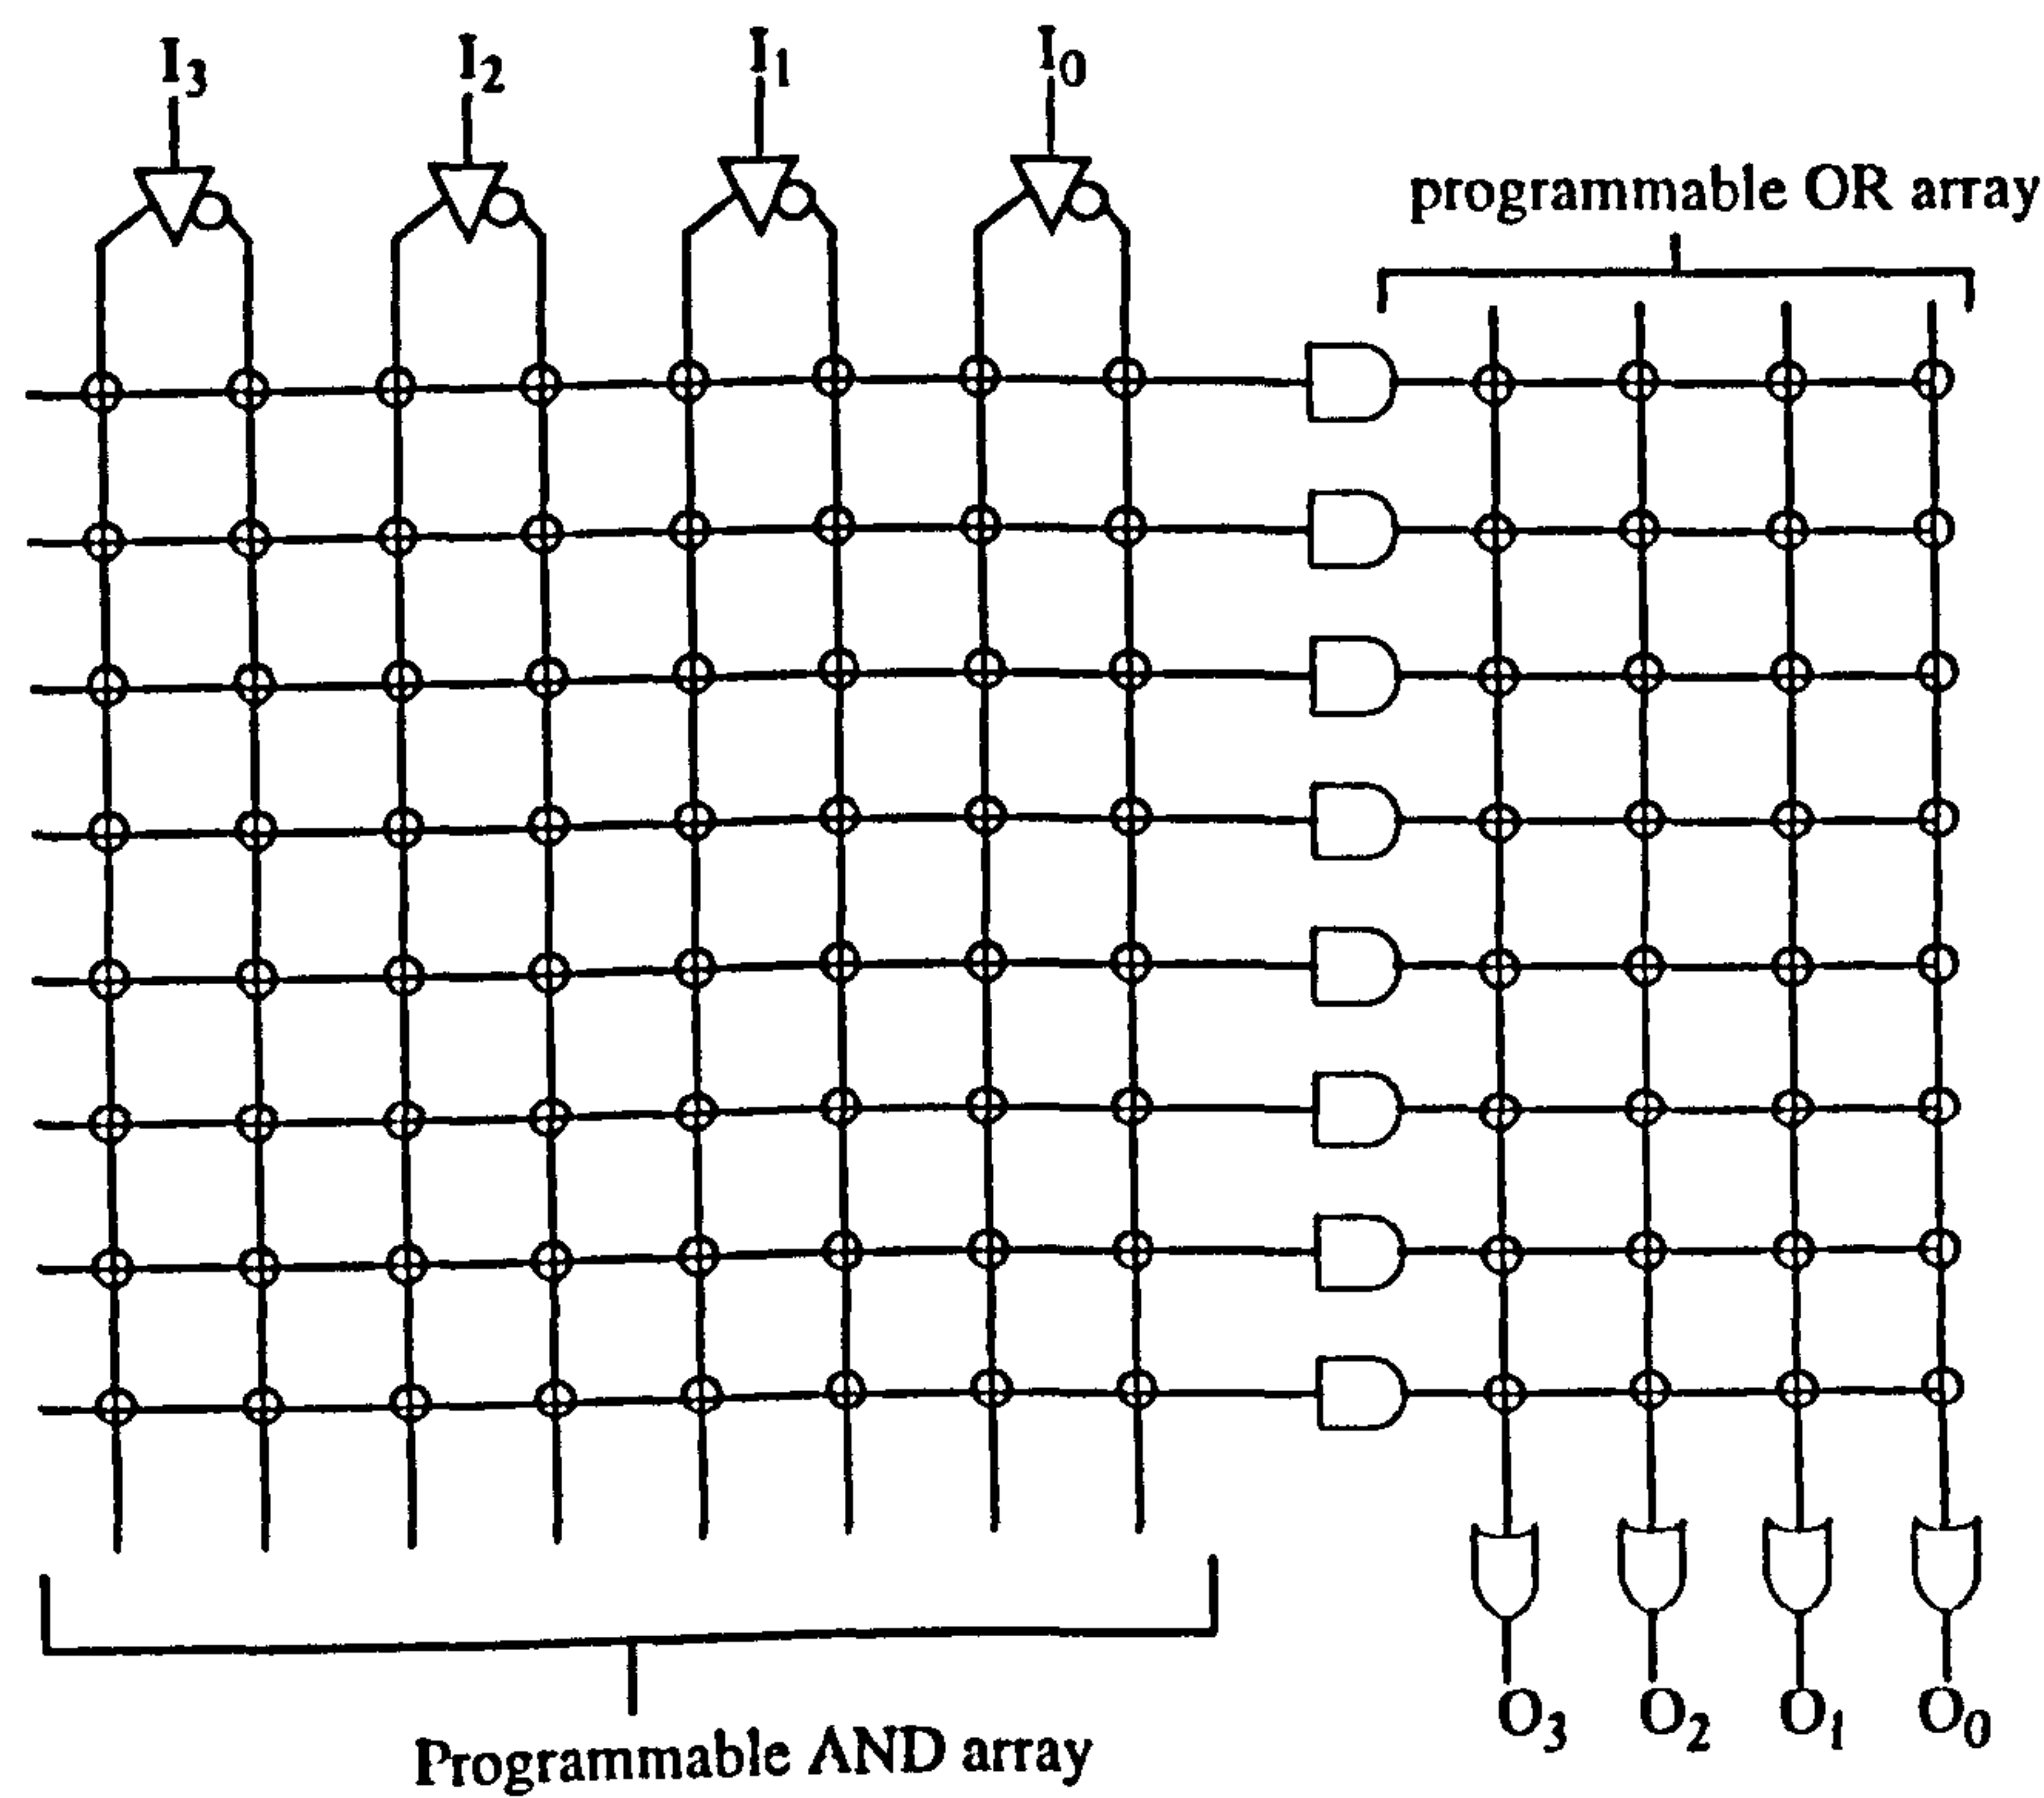 I3 I2 I1 I0
programmable OR array
O3 O2 O1 O0
Programmable AND array